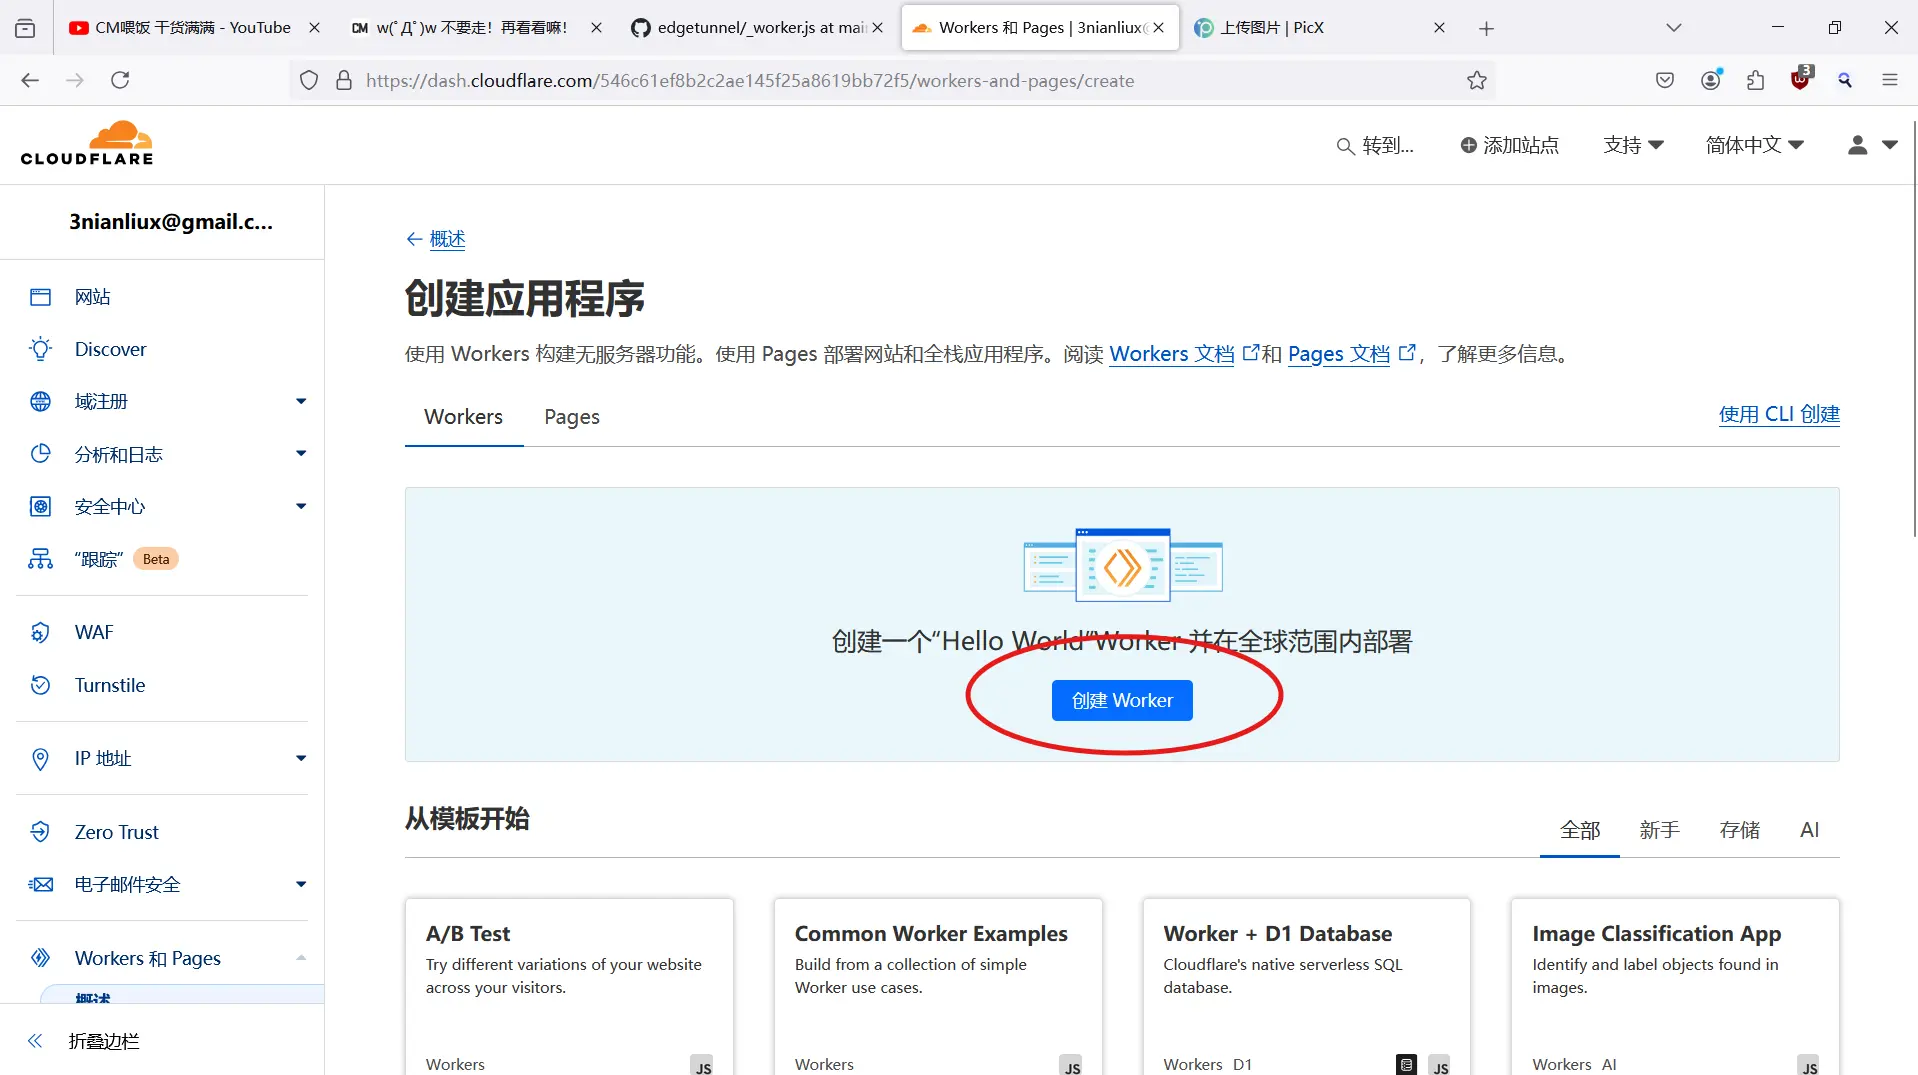 CM喂饭 干货满满 - YouTube
CM w(ﾟДﾟ)w 不要走！再看看嘛！
edgetunnel/_worker.js at mai
Workers 和 Pages | 3nianliux@
上传图片 | PicX
https://dash.cloudflare.com/546c61ef8b2c2ae145f25a8619bb72f5/workers-and-pages/create
3
CLOUDFLARE
转到...
添加站点
支持
简体中文
3nianliux@gmail.c...
网站
Discover
域注册
分析和日志
安全中心
“跟踪” Beta
WAF
Turnstile
IP 地址
Zero Trust
电子邮件安全
Workers 和 Pages
概述
折叠边栏
概述
创建应用程序
使用 Workers 构建无服务器功能。使用 Pages 部署网站和全栈应用程序。阅读 Workers 文档 和 Pages 文档 ，了解更多信息。
Workers
Pages
使用 CLI 创建
创建一个“Hello World”Worker 并在全球范围内部署
创建 Worker
从模板开始
全部
新手
存储
AI
A/B Test
Try different variations of your website
across your visitors.
Workers
JS
Common Worker Examples
Build from a collection of simple
Worker use cases.
Workers
JS
Worker + D1 Database
Cloudflare's native serverless SQL
database.
Workers D1
JS
Image Classification App
Identify and label objects found in
images.
Workers AI
JS